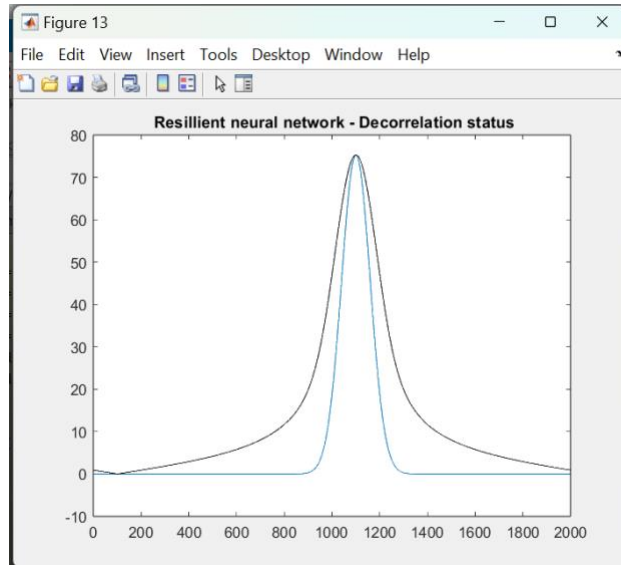 Figure 13
File Edit View Insert Tools Desktop Window Help
Resillient neural network - Decorrelation status
80
70
60
50
40
30
20
10
0
-10
0 200 400 600 800 1000 1200 1400 1600 1800 2000